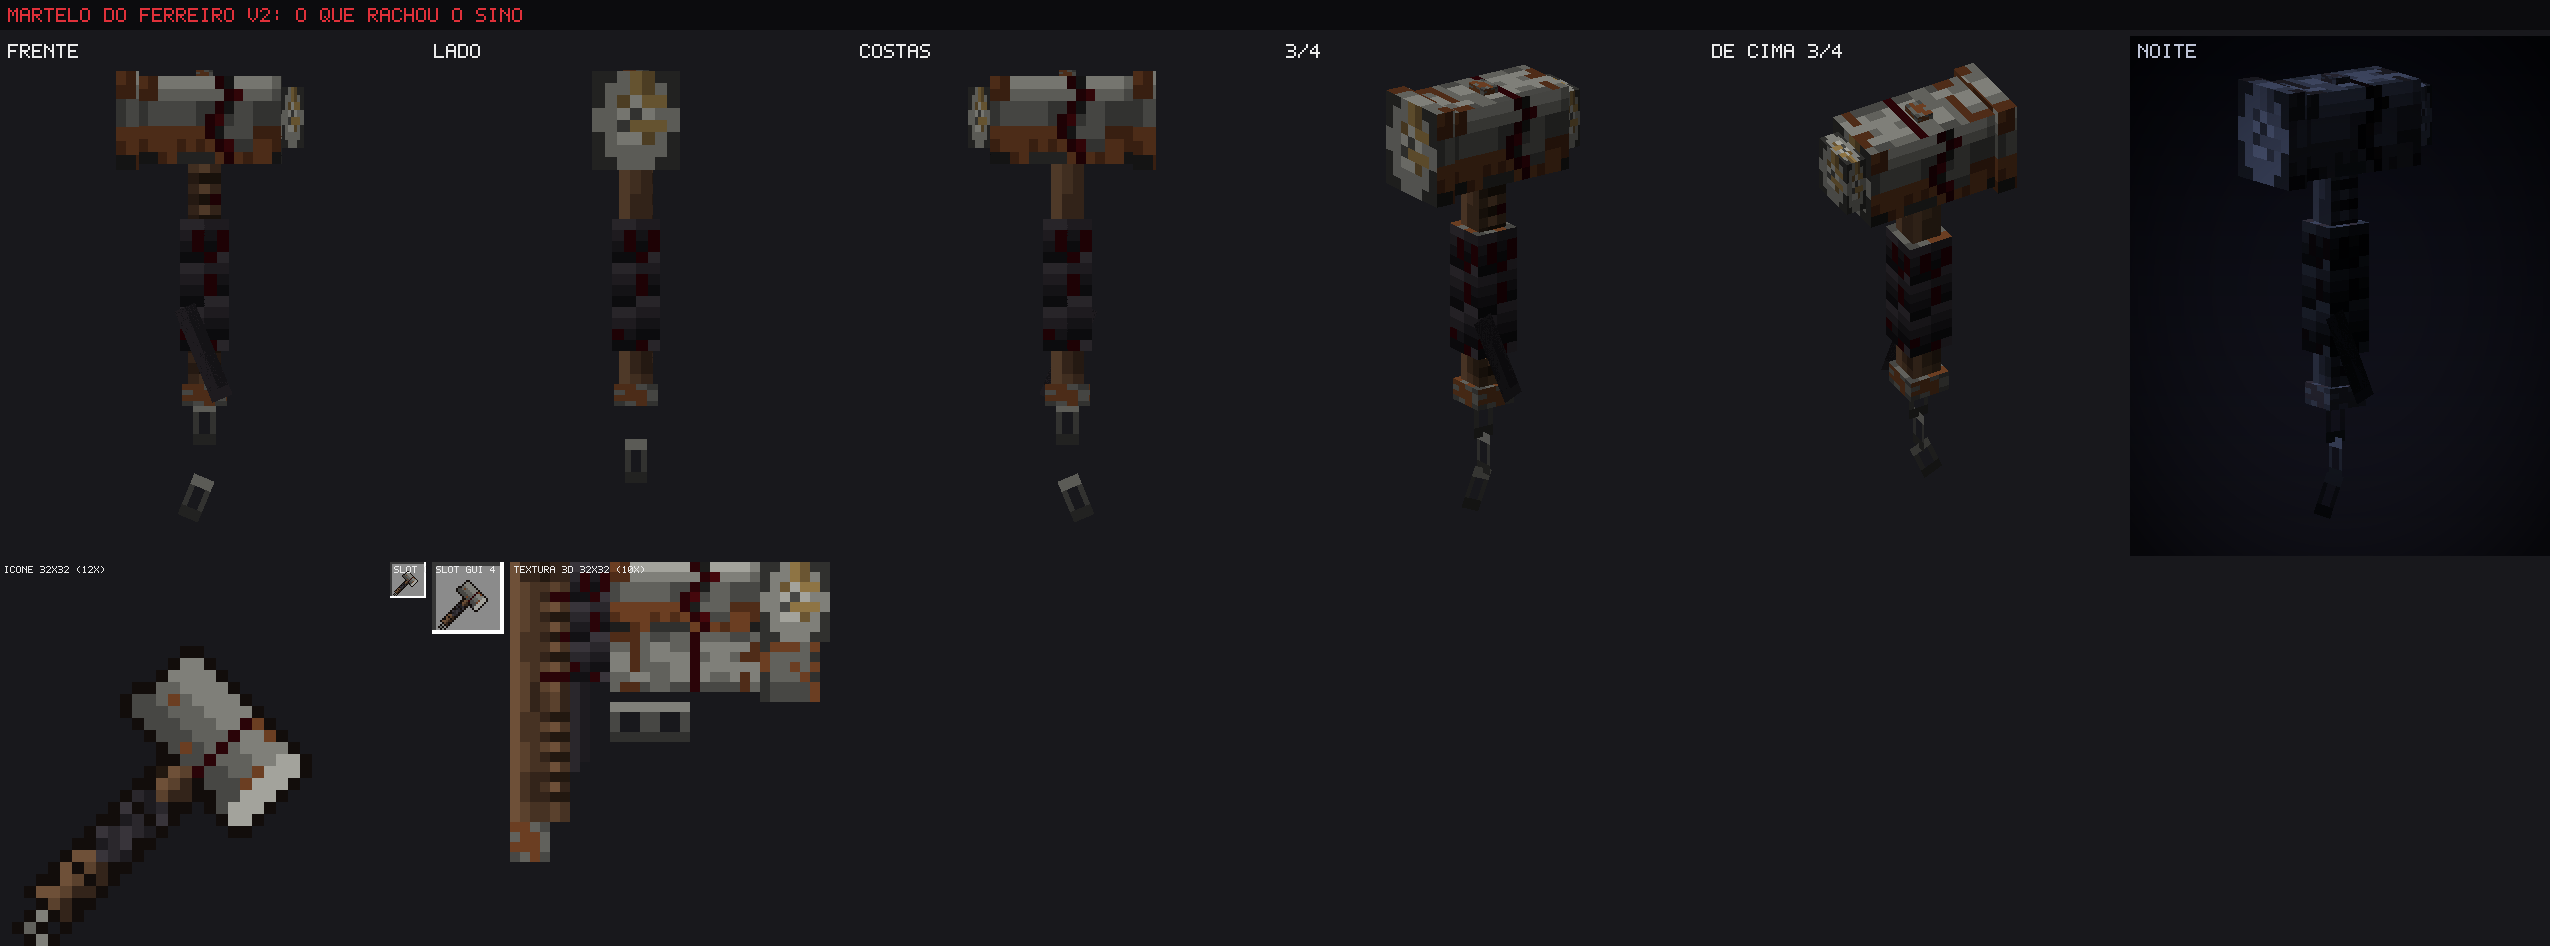 MARTELO DO FERREIRO V2: O QUE RACHOU O SINO
FRENTE
LADO
COSTAS
3/4
DE CIMA 3/4
NOITE
ICONE 32X32 (12X)
SLOT
SLOT GUI 4
TEXTURA 3D 32X32 (10X)